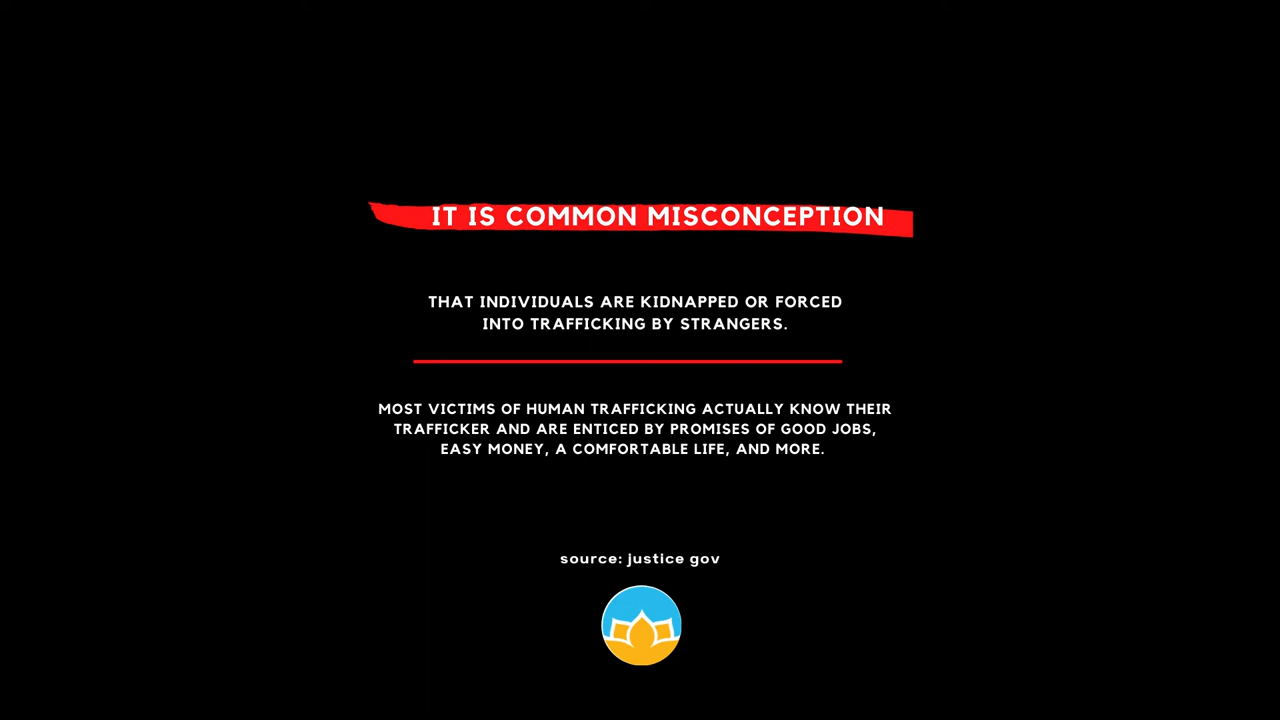 IT IS COMMON MISCONCEPTION
THAT INDIVIDUALS ARE KIDNAPPED OR FORCED
INTO TRAFFICKING BY STRANGERS.
MOST VICTIMS OF HUMAN TRAFFICKING ACTUALLY KNOW THEIR
TRAFFICKER AND ARE ENTICED BY PROMISES OF GOOD JOBS,
EASY MONEY, A COMFORTABLE LIFE, AND MORE.
source: justice gov